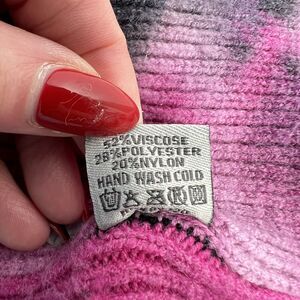 52%VISCOSE
28%POLYESTER
20%NYLON
HAND WASH COLD